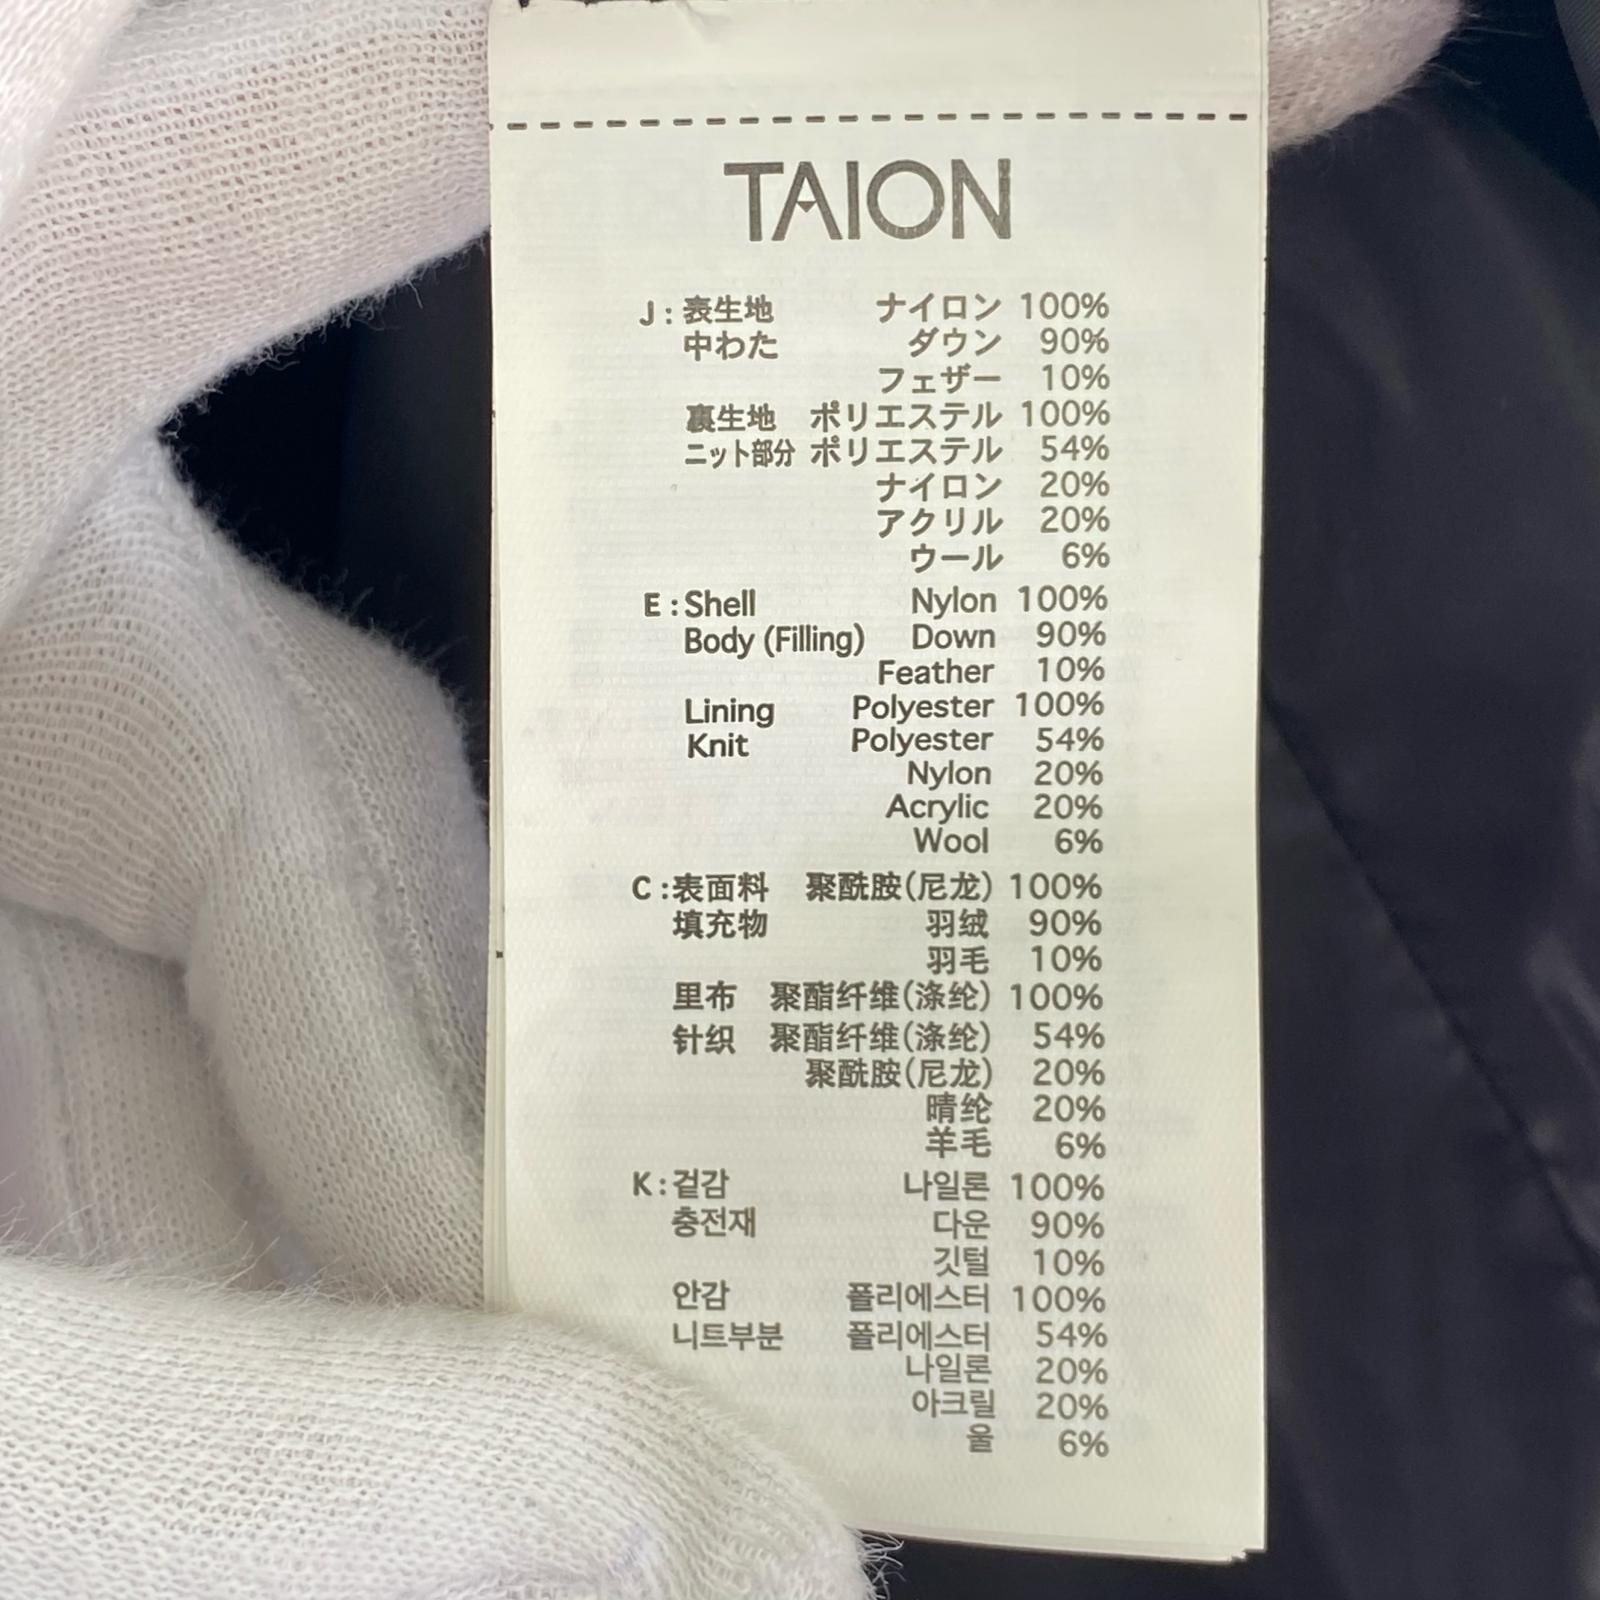 TAION
J : 表生地 ナイロン 100%
中わた ダウン 90%
フェザー 10%
裏生地 ポリエステル 100%
ニット部分 ポリエステル 54%
ナイロン 20%
アクリル 20%
ウール 6%
E : Shell Nylon 100%
Body (Filling) Down 90%
Feather 10%
Lining Polyester 100%
Knit Polyester 54%
Nylon 20%
Acrylic 20%
Wool 6%
C : 表面料 聚酰胺(尼龙) 100%
填充物 羽绒 90%
羽毛 10%
里布 聚酯纤维(涤纶) 100%
针织 聚酯纤维(涤纶) 54%
聚酰胺(尼龙) 20%
晴纶 20%
羊毛 6%
K : 겉감 나일론 100%
충전재 다운 90%
깃털 10%
안감 폴리에스터 100%
니트부분 폴리에스터 54%
나일론 20%
아크릴 20%
울 6%